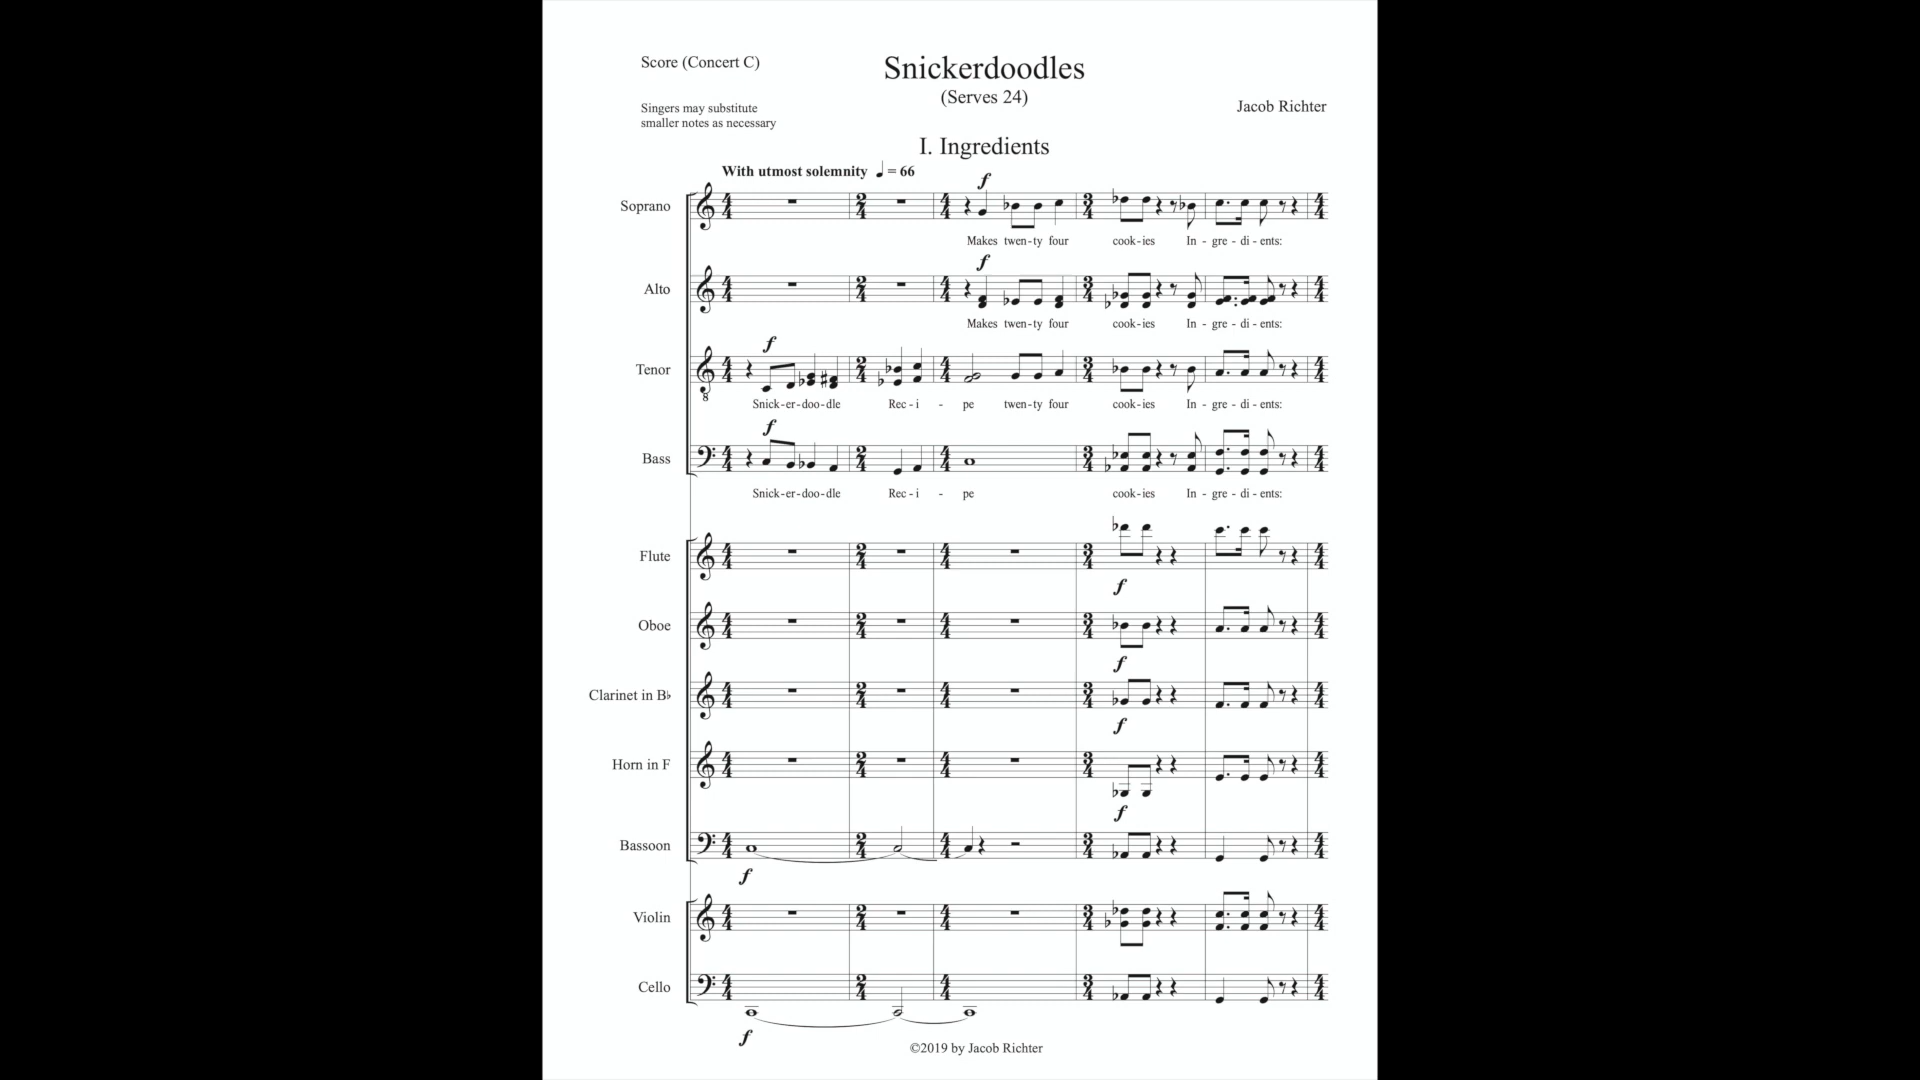 Score (Concert C)
Snickerdoodles
(Serves 24)
Jacob Richter
Singers may substitute
smaller notes as necessary
I. Ingredients
With utmost solemnity ♩ = 66
f
Soprano
Makes twen-ty four cook-ies In - gre - di - ents:
f
Alto
Makes twen-ty four cook-ies In - gre - di - ents:
f
Tenor
Snick-er-doo-dle Rec - i - pe twen-ty four cook-ies In - gre - di - ents:
f
Bass
Snick-er-doo-dle Rec - i - pe cook-ies In - gre - di - ents:
Flute
f
Oboe
f
Clarinet in B♭
f
Horn in F
f
Bassoon
f
Violin
Cello
f
©2019 by Jacob Richter